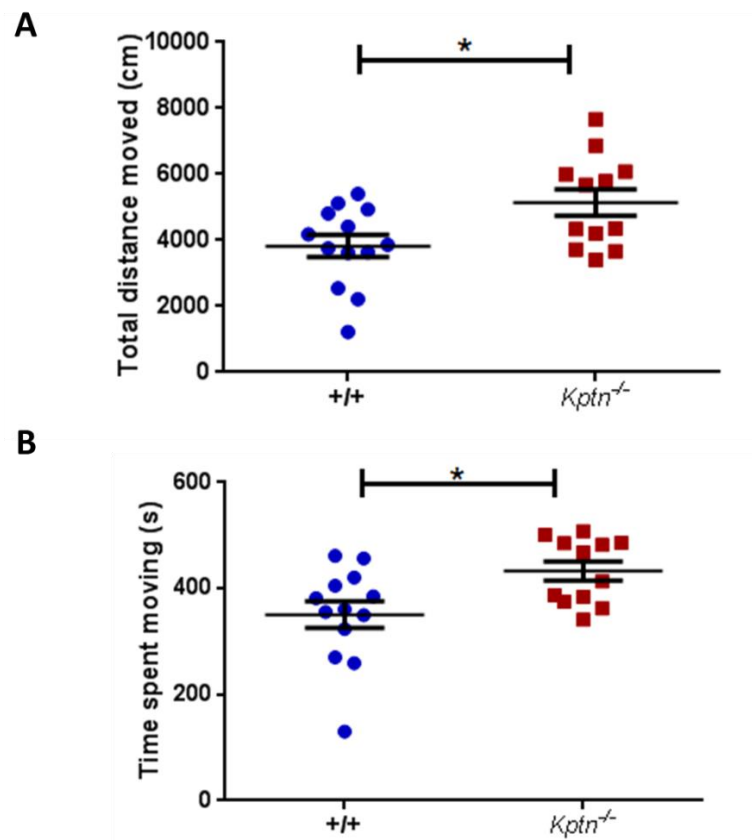 A
Total distance moved (cm)
10000
8000
6000
4000
2000
0
*
+/+
Kptn-/-
B
Time spent moving (s)
600
400
200
0
*
+/+
Kptn-/-